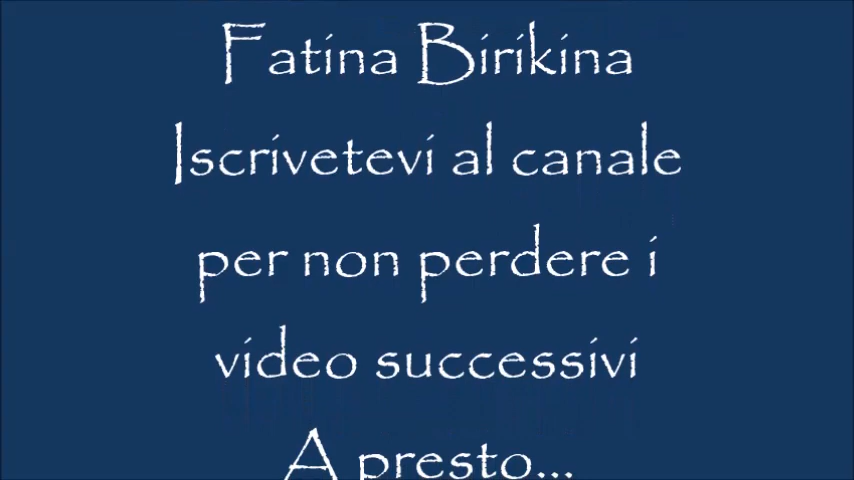 Fatina Birikina
Iscrivetevi al canale
per non perdere i
video successivi
A presto...